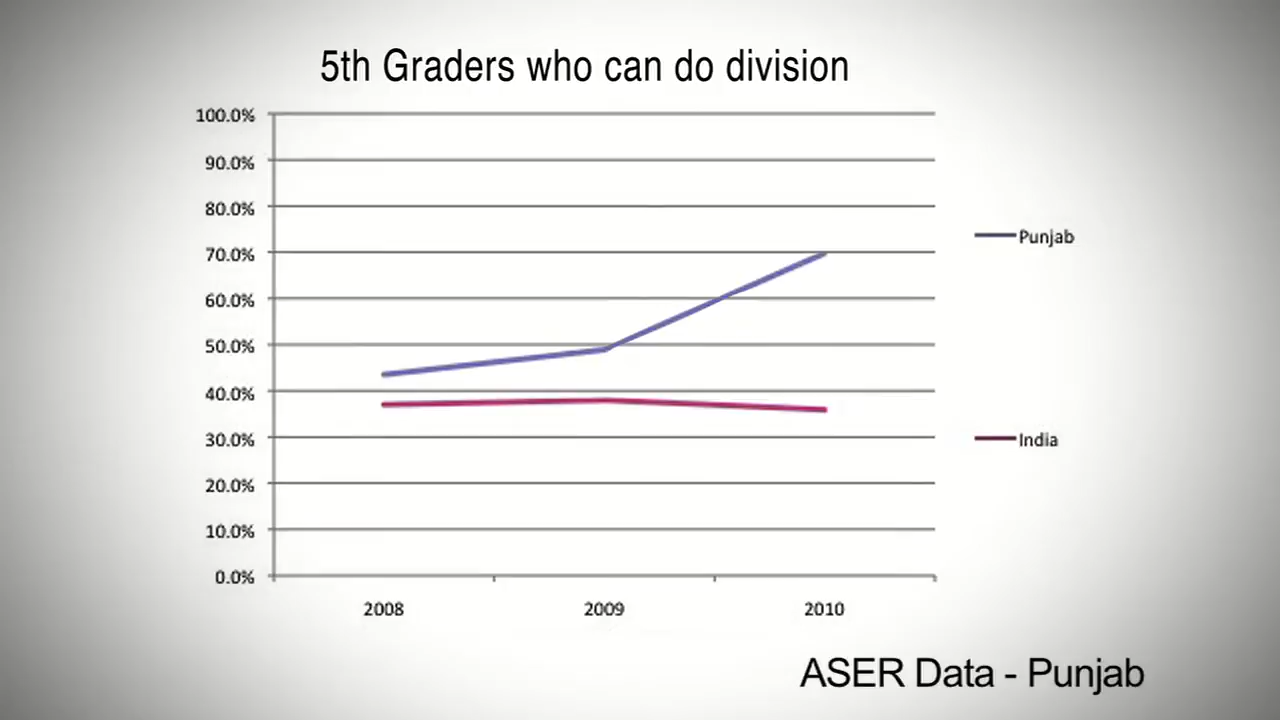 5th Graders who can do division
100.0%
90.0%
80.0%
70.0%
60.0%
50.0%
40.0%
30.0%
20.0%
10.0%
0.0%
2008 2009 2010
Punjab
India
ASER Data - Punjab